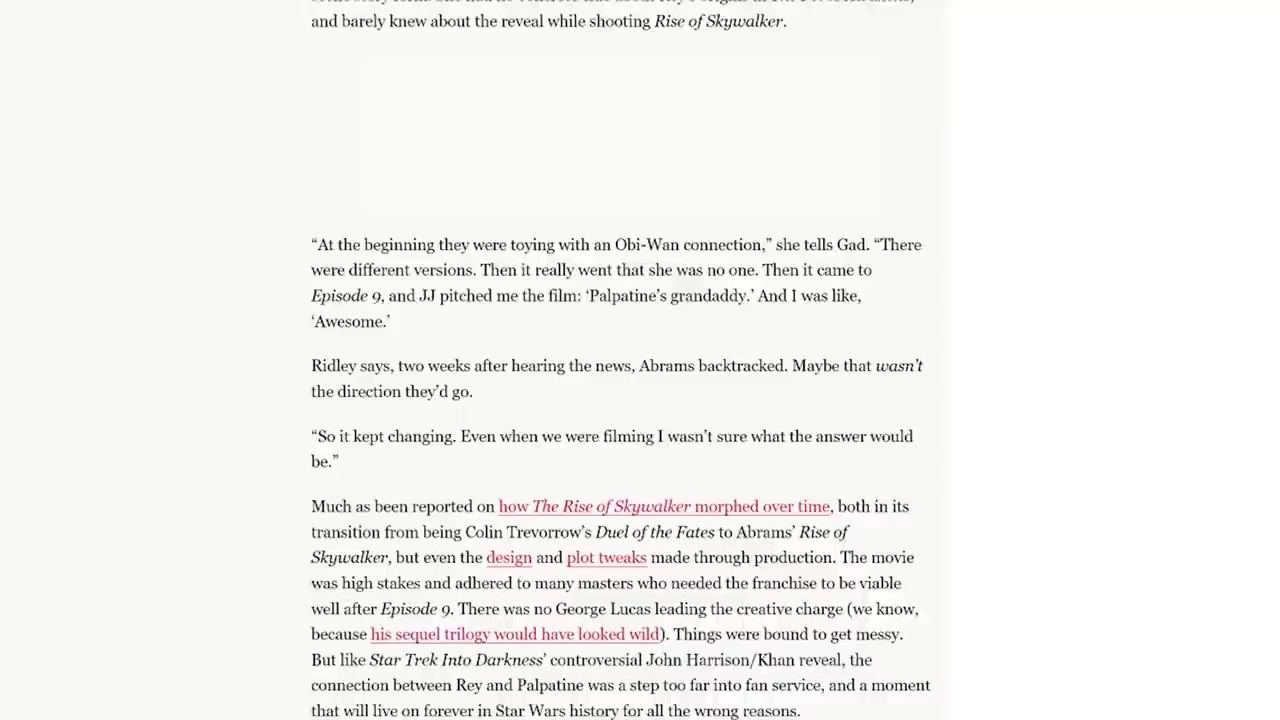 and barely knew about the reveal while shooting Rise of Skywalker.
“At the beginning they were toying with an Obi-Wan connection,” she tells Gad. “There
were different versions. Then it really went that she was no one. Then it came to
Episode 9, and JJ pitched me the film: ‘Palpatine’s grandaddy.’ And I was like,
‘Awesome.’
Ridley says, two weeks after hearing the news, Abrams backtracked. Maybe that wasn’t
the direction they’d go.
“So it kept changing. Even when we were filming I wasn’t sure what the answer would
be.”
Much as been reported on how The Rise of Skywalker morphed over time, both in its
transition from being Colin Trevorrow’s Duel of the Fates to Abrams’ Rise of
Skywalker, but even the design and plot tweaks made through production. The movie
was high stakes and adhered to many masters who needed the franchise to be viable
well after Episode 9. There was no George Lucas leading the creative charge (we know,
because his sequel trilogy would have looked wild). Things were bound to get messy.
But like Star Trek Into Darkness’ controversial John Harrison/Khan reveal, the
connection between Rey and Palpatine was a step too far into fan service, and a moment
that will live on forever in Star Wars history for all the wrong reasons.